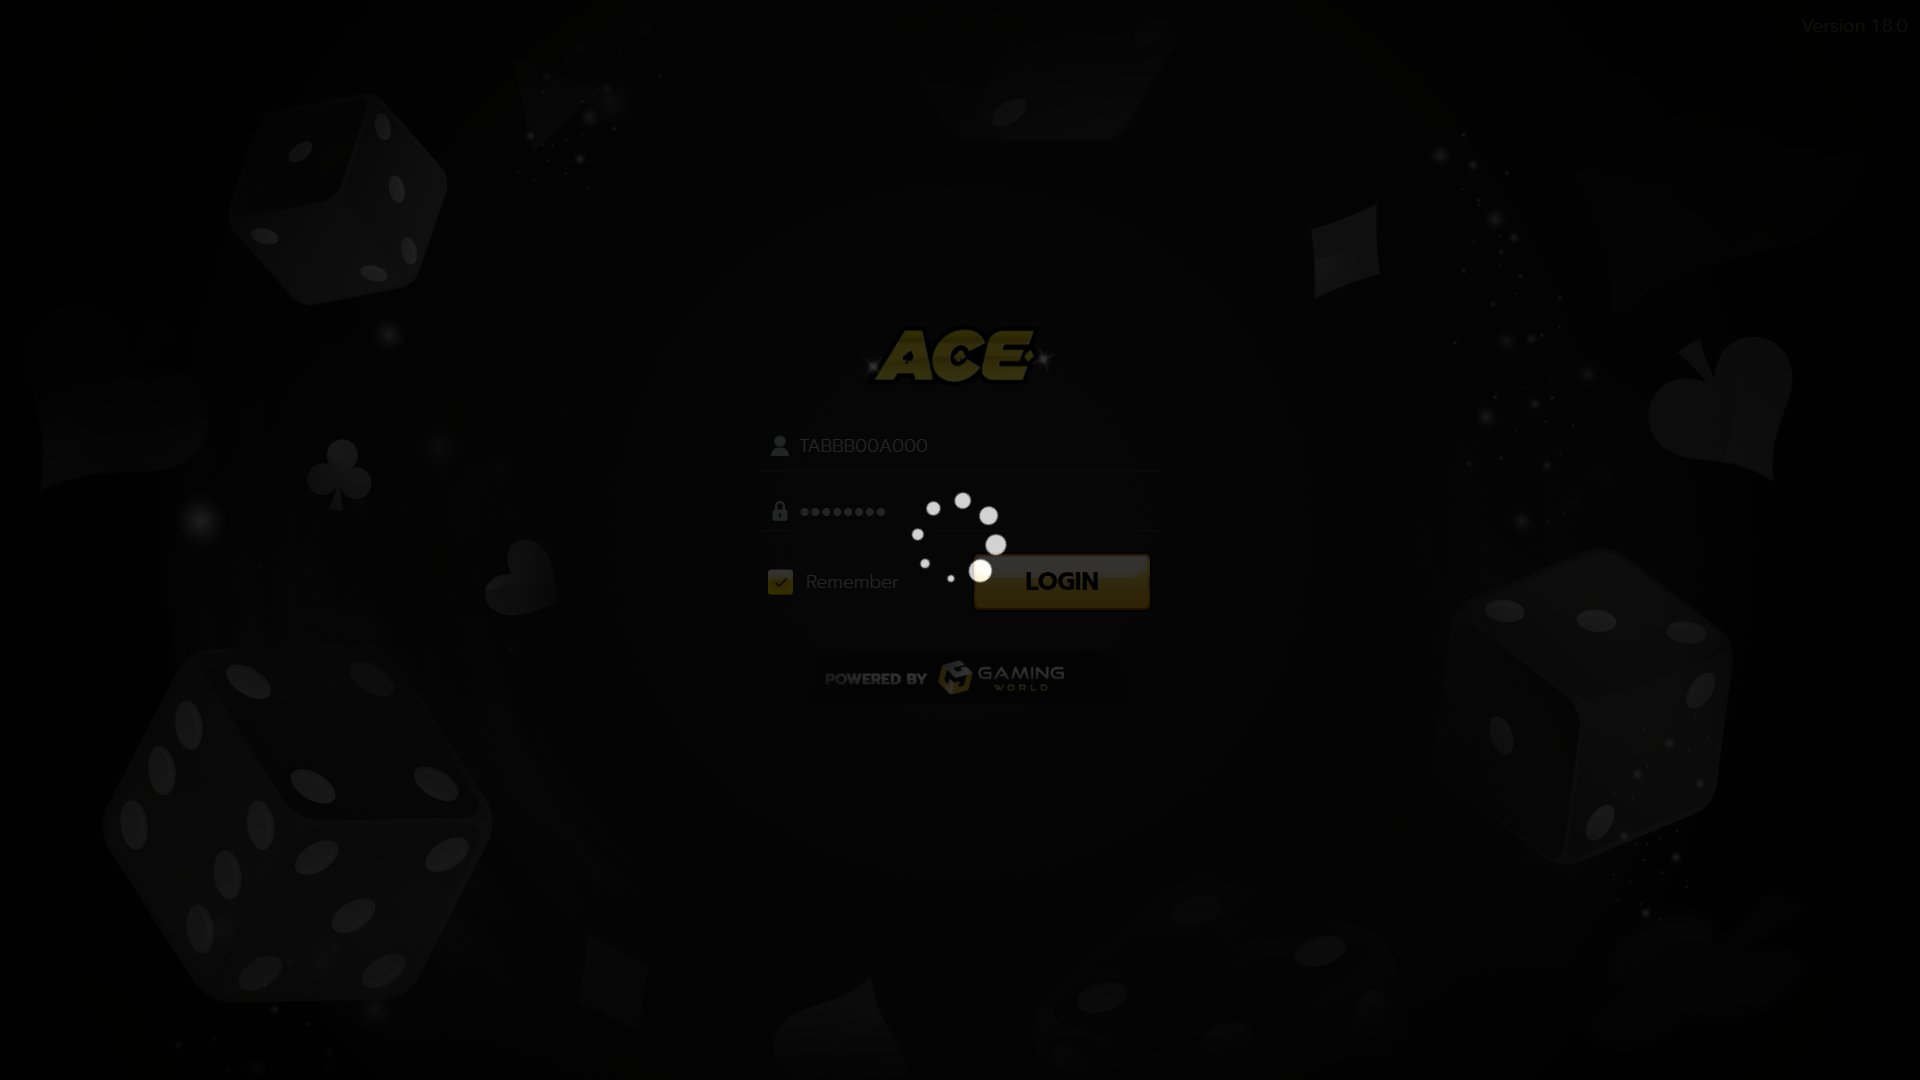 Version 1.8.0
ACE
TABBB00A000
Remember
LOGIN
POWERED BY GAMING WORLD